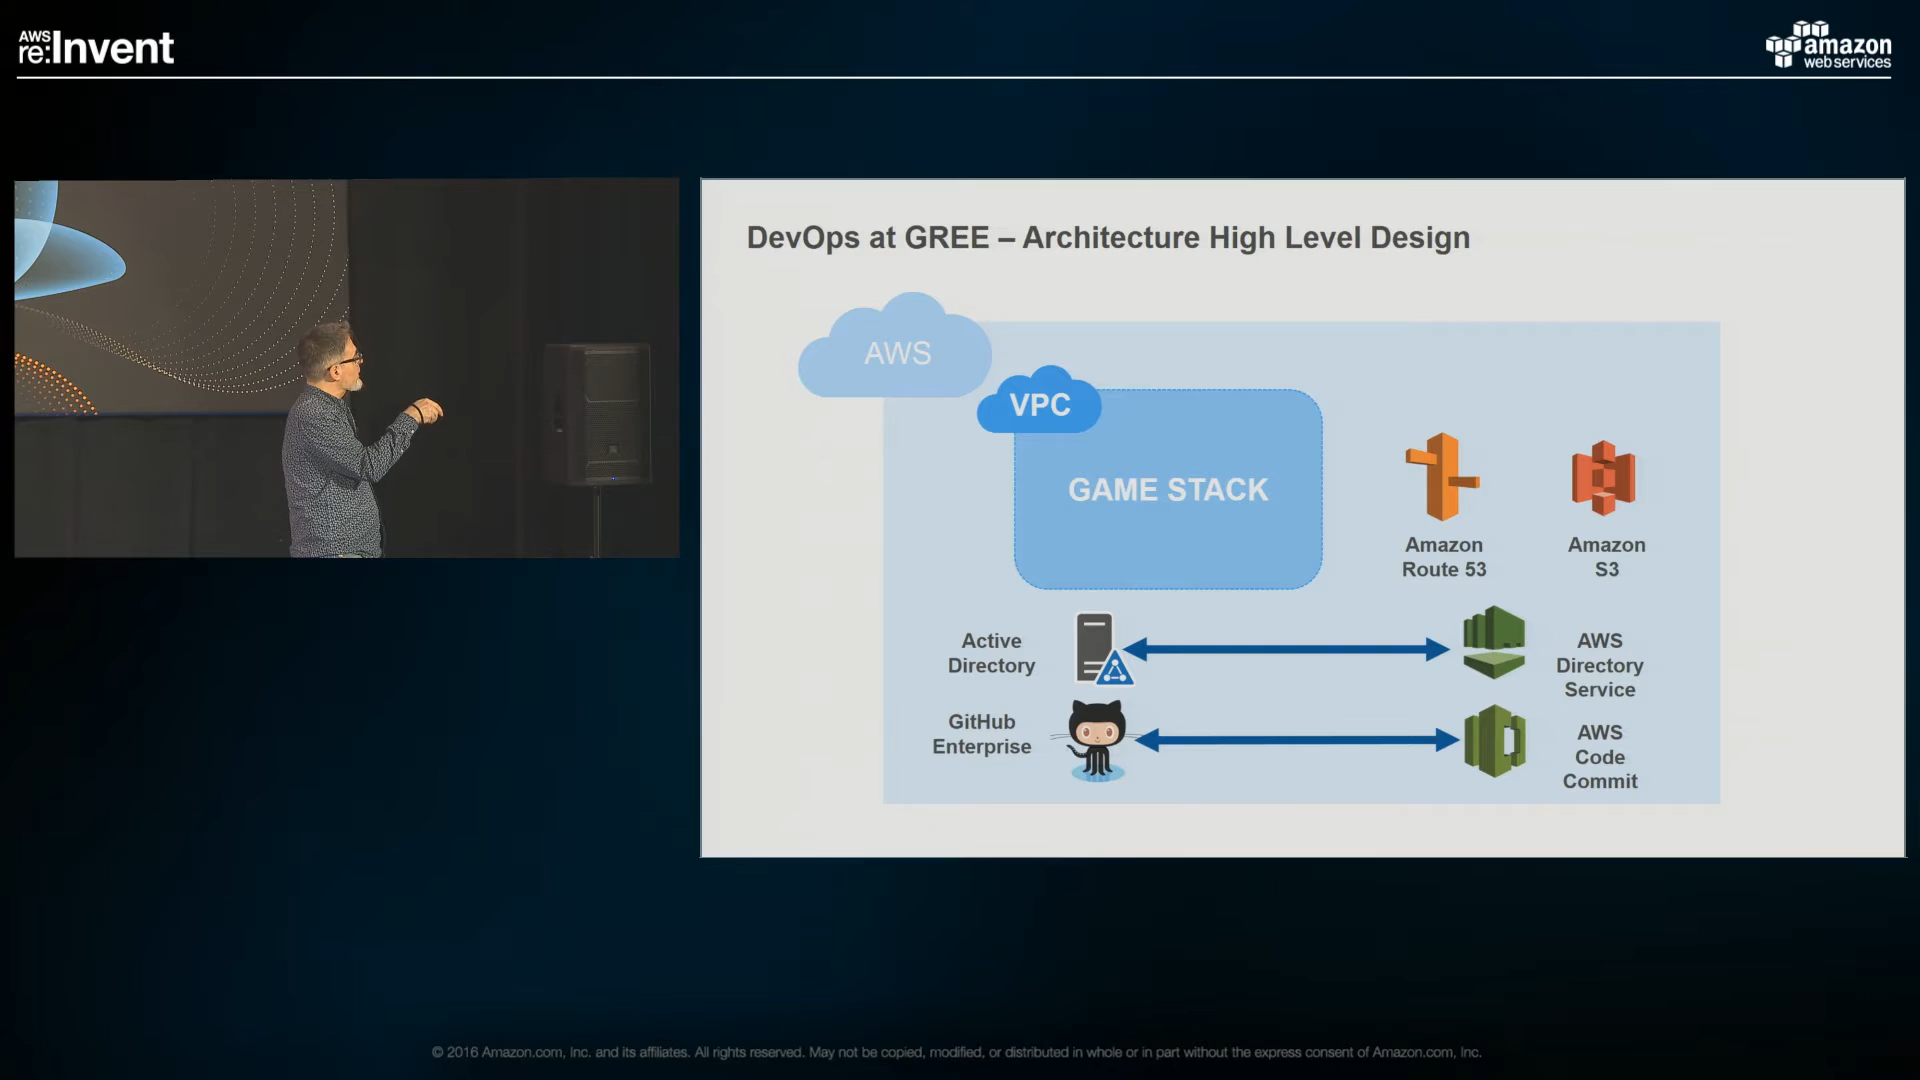 AWS
re:Invent
amazon
web services
DevOps at GREE – Architecture High Level Design
AWS
VPC
GAME STACK
Amazon
Route 53
Amazon
S3
Active
Directory
AWS
Directory
Service
GitHub
Enterprise
AWS
Code
Commit
© 2016 Amazon.com, Inc. and its affiliates. All rights reserved. May not be copied, modified, or distributed in whole or in part without the express consent of Amazon.com, Inc.